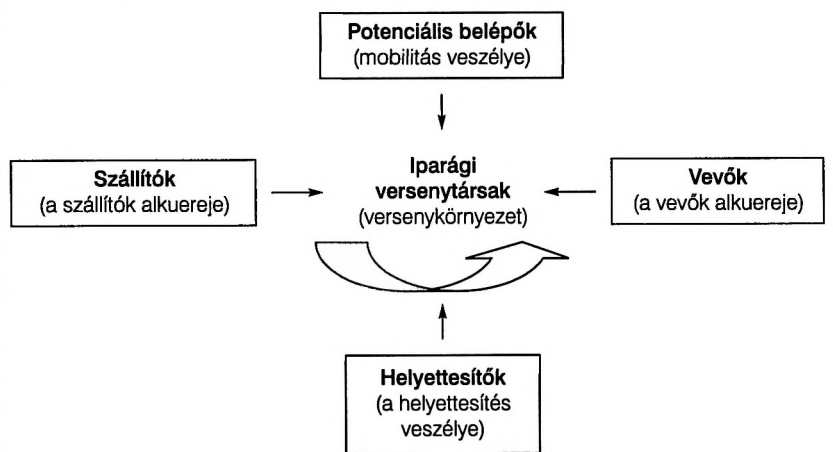 Potenciális belépők
(mobilitás veszélye)
Szállítók
(a szállítók alkuereje)
Iparági
versenytársak
(versenykörnyezet)
Vevők
(a vevők alkuereje)
Helyettesítők
(a helyettesítés
veszélye)